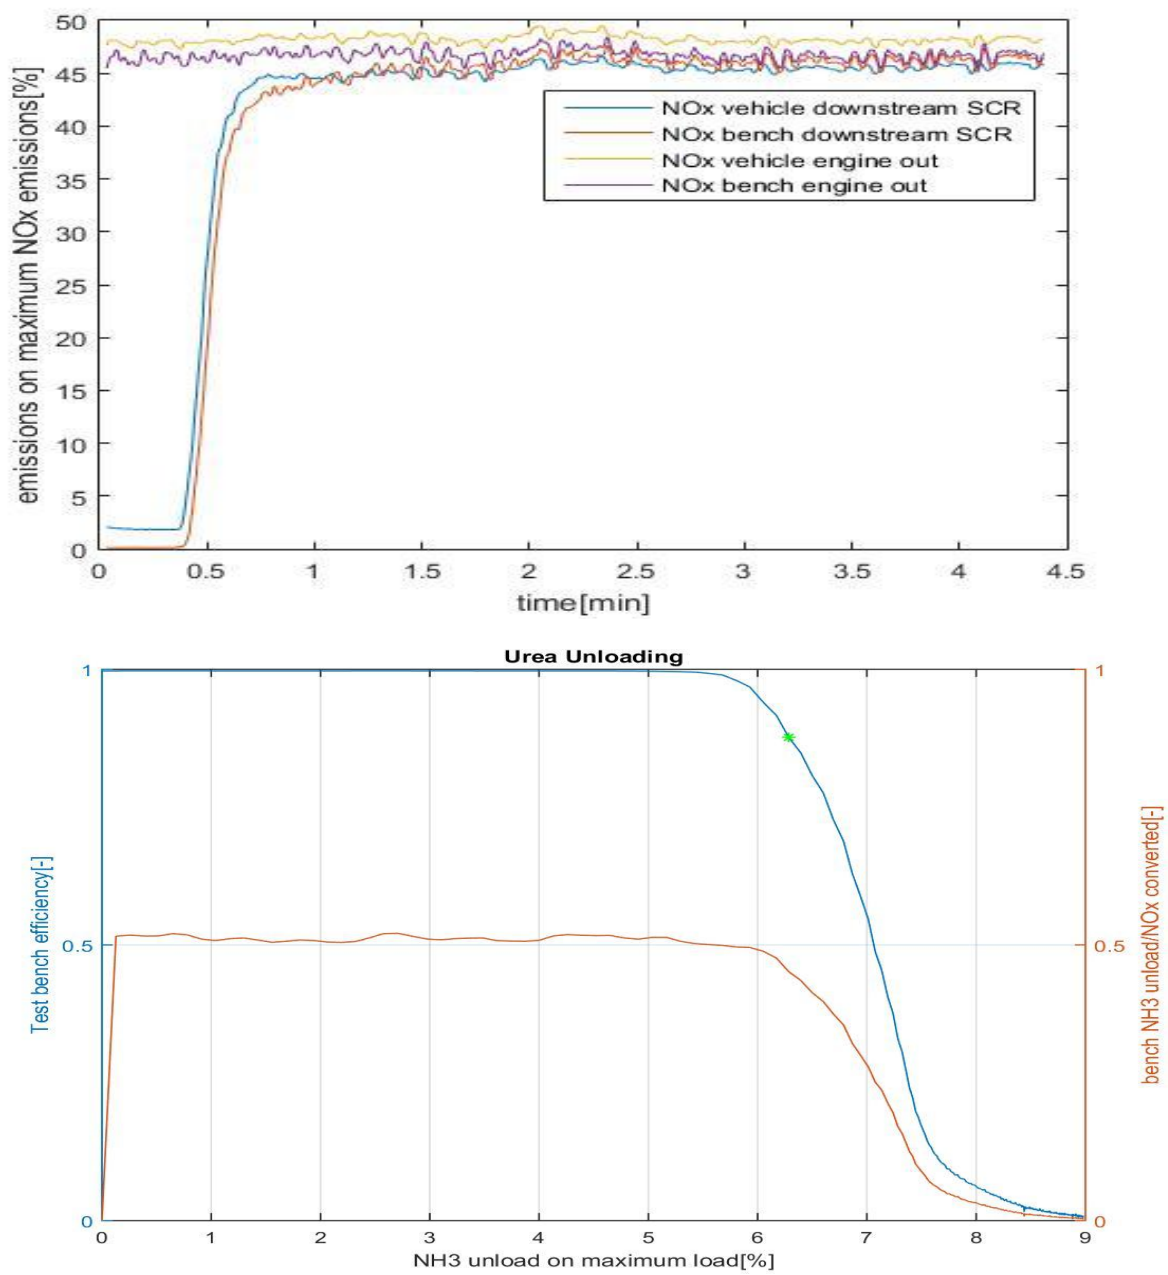 50
45
40
35
30
25
20
15
10
5
0
emissions on maximum NOx emissions[%]
NOx vehicle downstream SCR
NOx bench downstream SCR
NOx vehicle engine out
NOx bench engine out
0 0.5 1 1.5 2 2.5 3 3.5 4 4.5
time[min]
Urea Unloading
1
0.5
0
Test bench efficiency[-]
1
0.5
0
bench NH3 unload/NOx converted[-]
0 1 2 3 4 5 6 7 8 9
NH3 unload on maximum load[%]